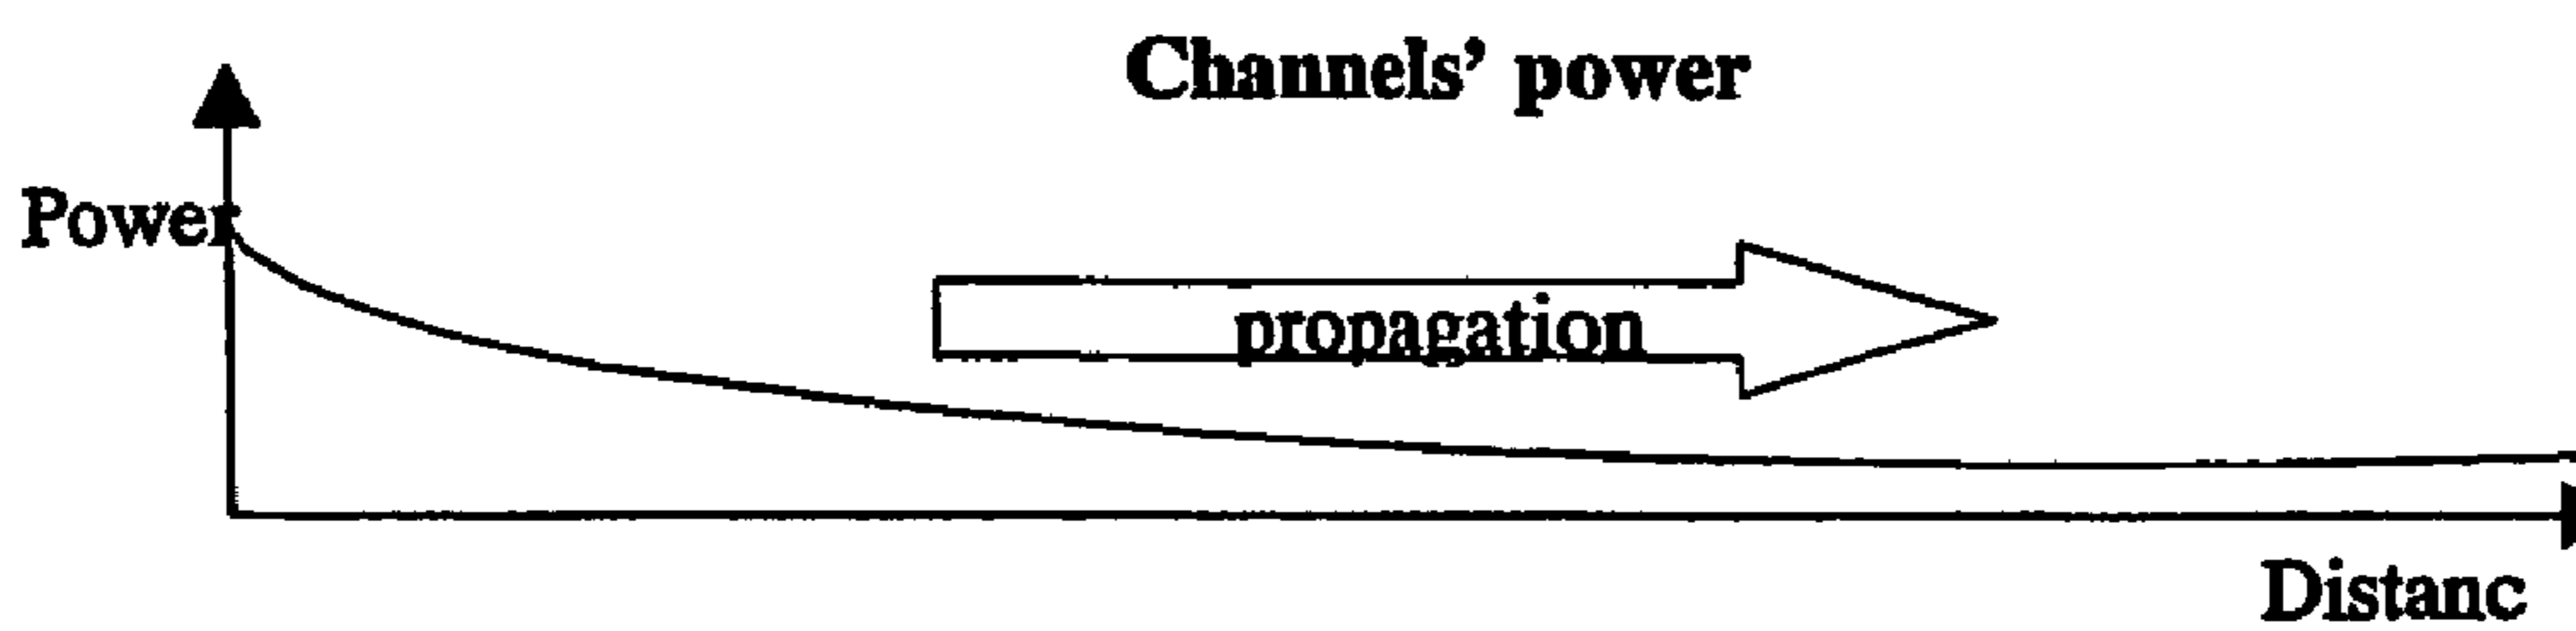 Channels’ power
Power
propagation
Distanc